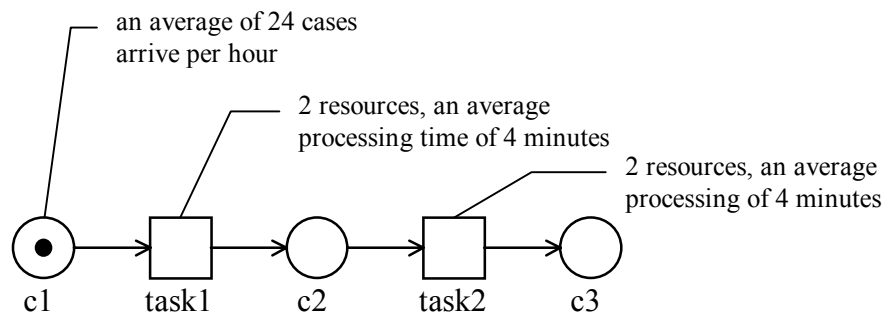 an average of 24 cases
arrive per hour
2 resources, an average
processing time of 4 minutes
2 resources, an average
processing of 4 minutes
c1
task1
c2
task2
c3